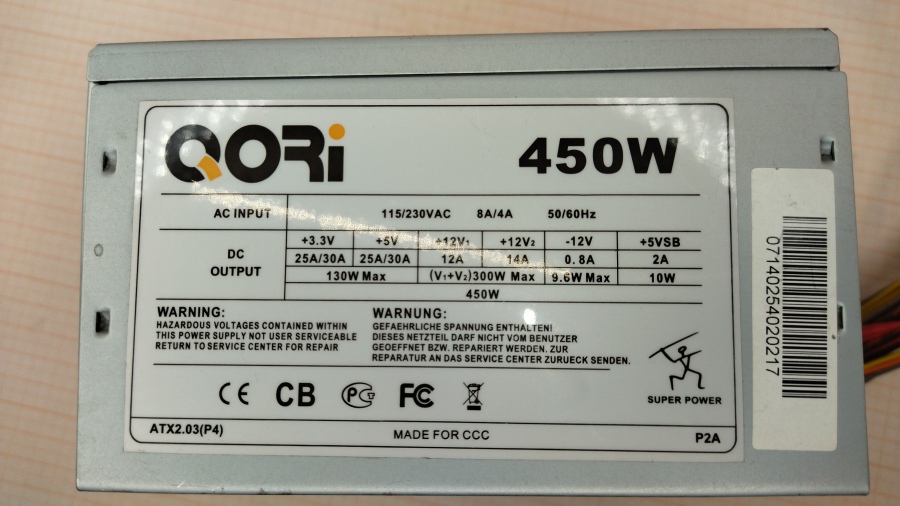 QORi
450W
AC INPUT 115/230VAC 8A/4A 50/60Hz
DC OUTPUT
+3.3V +5V +12V₁ +12V₂ -12V +5VSB
25A/30A 25A/30A 12A 14A 0.8A 2A
130W Max (V₁+V₂)300W Max 9.6W Max 10W
450W
WARNING:
HAZARDOUS VOLTAGES CONTAINED WITHIN
THIS POWER SUPPLY NOT USER SERVICEABLE
RETURN TO SERVICE CENTER FOR REPAIR
WARNUNG:
GEFAEHRLICHE SPANNUNG ENTHALTEN!
DIESES NETZTEIL DARF NICHT VOM BENUTZER
GEOEFFNET BZW. REPARIERT WERDEN. ZUR
REPARATUR AN DAS SERVICE CENTER ZURUECK SENDEN.
CE CB PC FC
SUPER POWER
ATX2.03(P4) MADE FOR CCC P2A
07140254020217